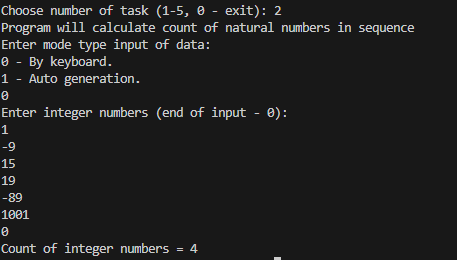 Choose number of task (1-5, 0 - exit): 2
Program will calculate count of natural numbers in sequence
Enter mode type input of data:
0 - By keyboard.
1 - Auto generation.
0
Enter integer numbers (end of input - 0):
1
-9
15
19
-89
1001
0
Count of integer numbers = 4